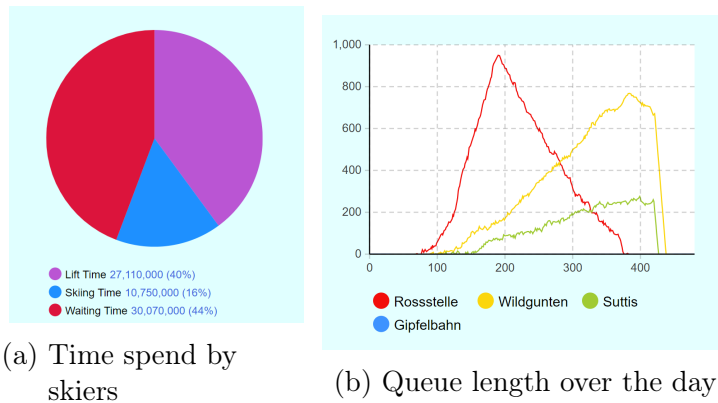 Lift Time 27,110,000 (40%)
Skiing Time 10,750,000 (16%)
Waiting Time 30,070,000 (44%)
(a) Time spend by
skiers
1,000
800
600
400
200
0
0 100 200 300 400
Rossstelle Wildgunten Suttis
Gipfelbahn
(b) Queue length over the day